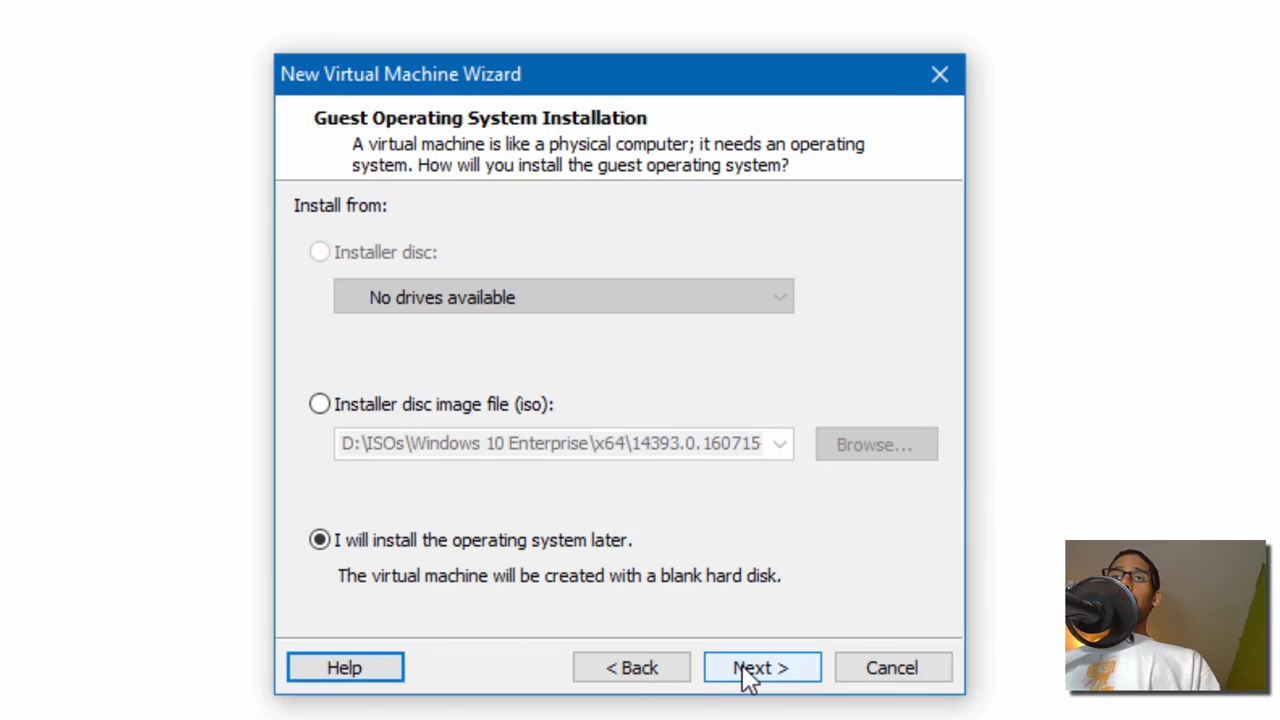 New Virtual Machine Wizard
Guest Operating System Installation
A virtual machine is like a physical computer; it needs an operating
system. How will you install the guest operating system?
Install from:
Installer disc:
No drives available
Installer disc image file (iso):
D:\ISOs\Windows 10 Enterprise\x64\14393.0.160715-
Browse...
I will install the operating system later.
The virtual machine will be created with a blank hard disk.
Help
< Back
Next >
Cancel